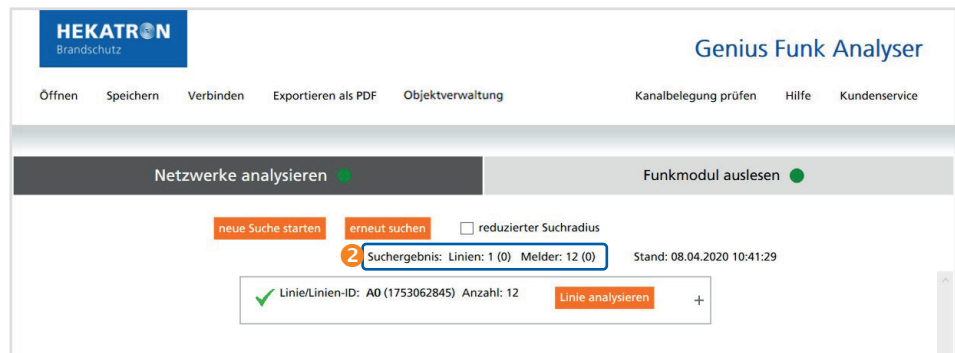 HEKATRON
Brandschutz
Genius Funk Analyser
Öffnen Speichern Verbinden Exportieren als PDF Objektverwaltung Kanalbelegung prüfen Hilfe Kundenservice
Netzwerke analysieren Funkmodul auslesen
neue Suche starten erneut suchen reduzierter Suchradius
2 Suchergebnis: Linien: 1 (0) Melder: 12 (0) Stand: 08.04.2020 10:41:29
Linie/Linien-ID: A0 (1753062845) Anzahl: 12 Linie analysieren +